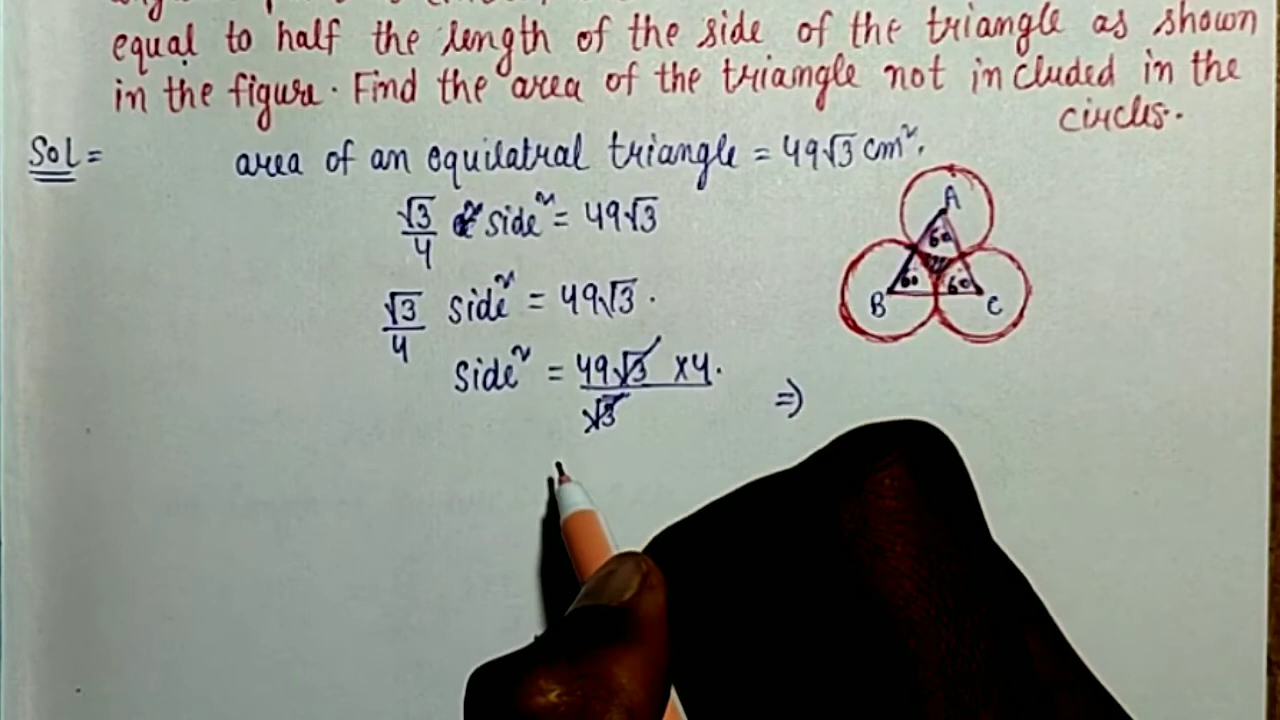 equal to half the length of the side of the triangle as shown
in the figure. Find the area of the triangle not included in the
circles.
Sol = area of an equilatral triangle = 49√3 cm².
√3/4 side² = 49√3
√3/4 side² = 49√3.
side² = 49√3 × 4. / √3 ⇒
A
60
60 60
B C